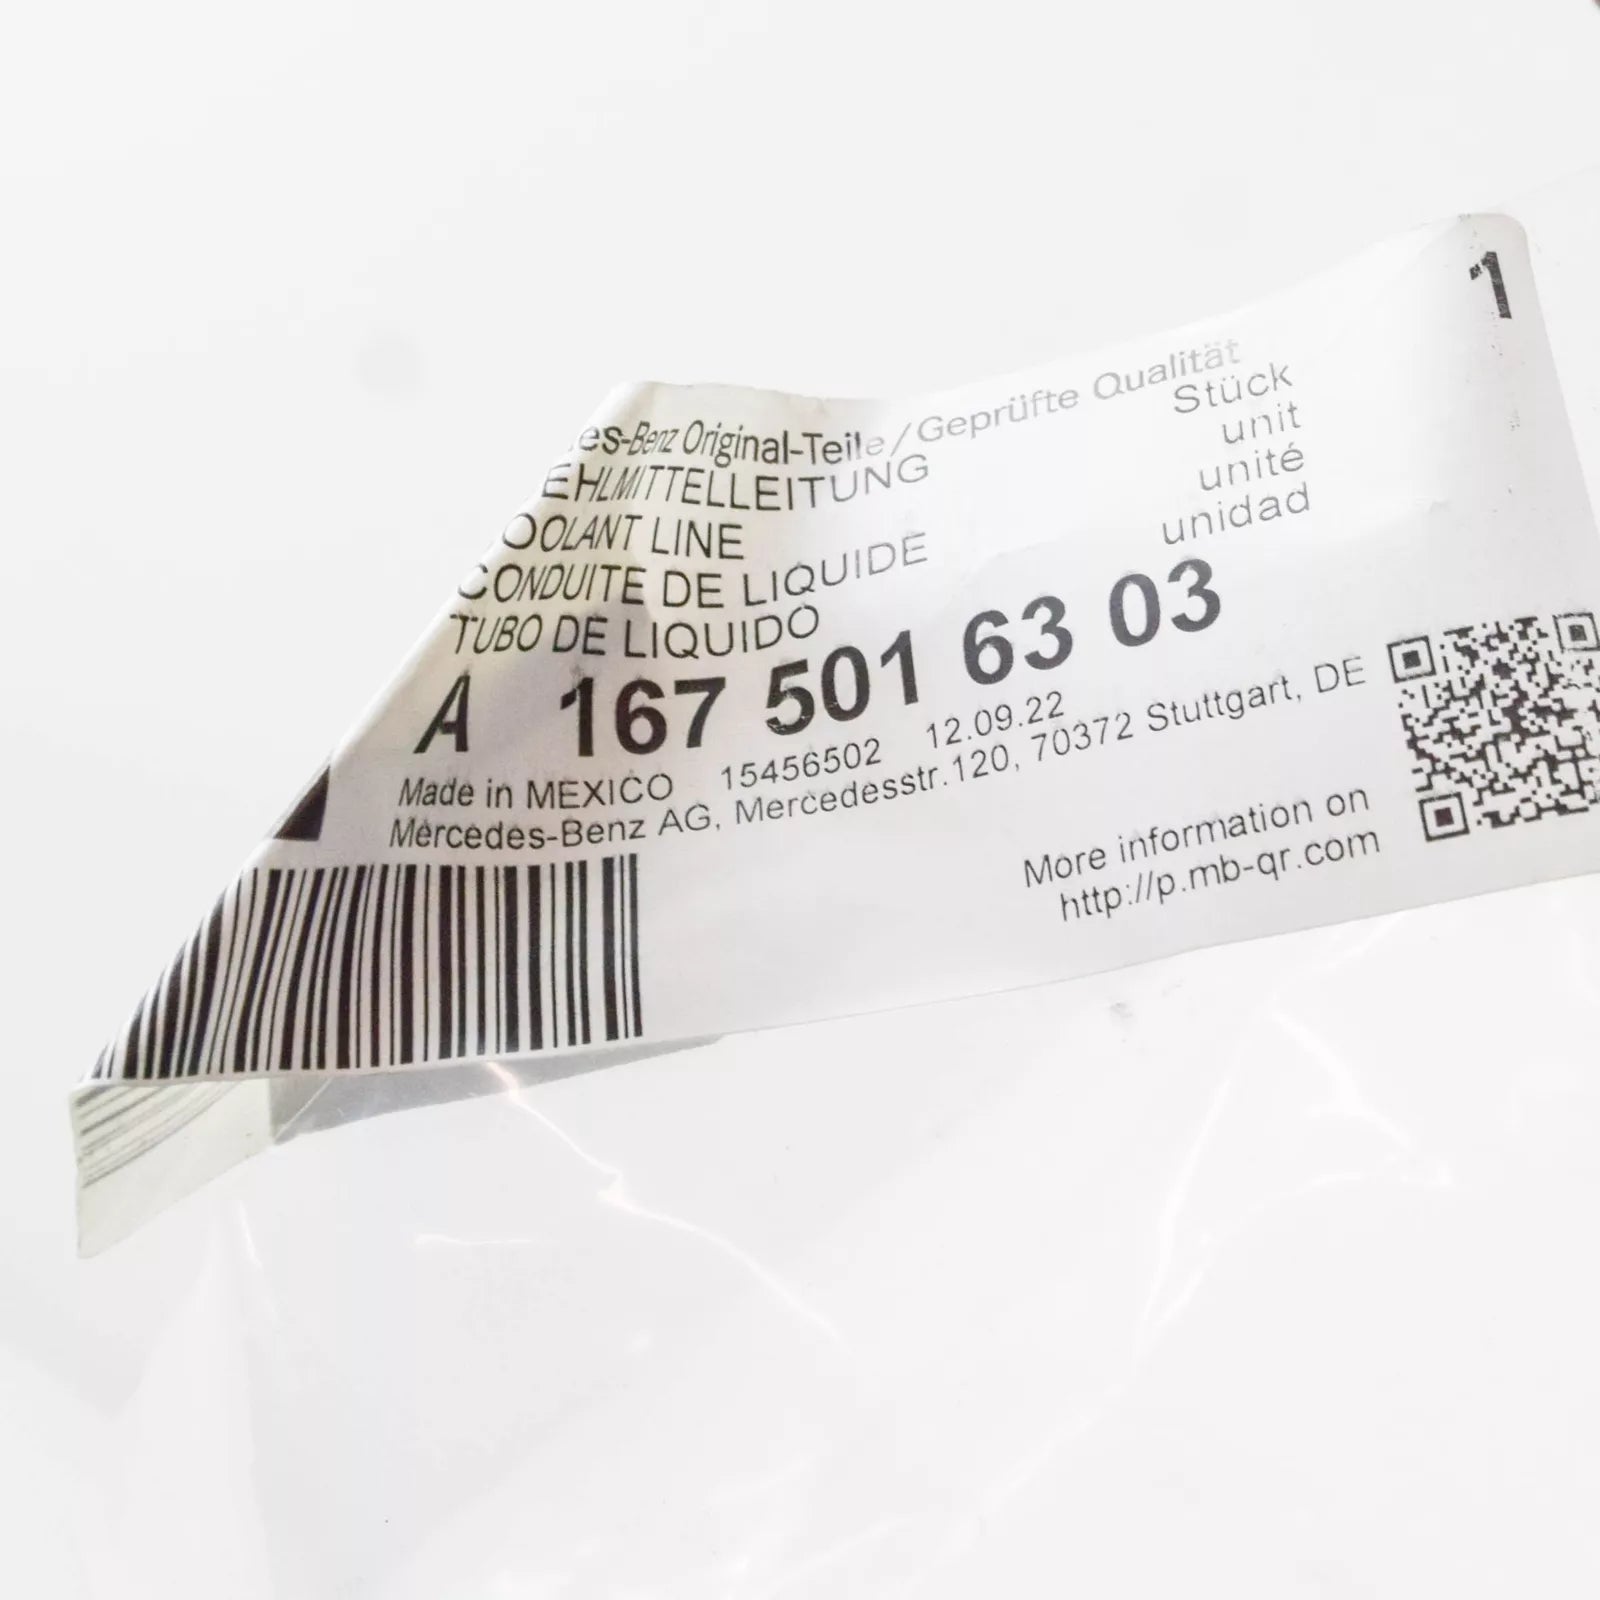 es-Benz Original-Teile/Geprüfte Qualität
1
EHLMITTELLEITUNG
Stück
OOLANT LINE
unit
CONDUITE DE LIQUIDE
unité
TUBO DE LIQUIDO
unidad
A 167 501 63 03
Made in MEXICO 15456502 12.09.22
Mercedes-Benz AG, Mercedesstr.120, 70372 Stuttgart, DE
More information on
http://p.mb-qr.com